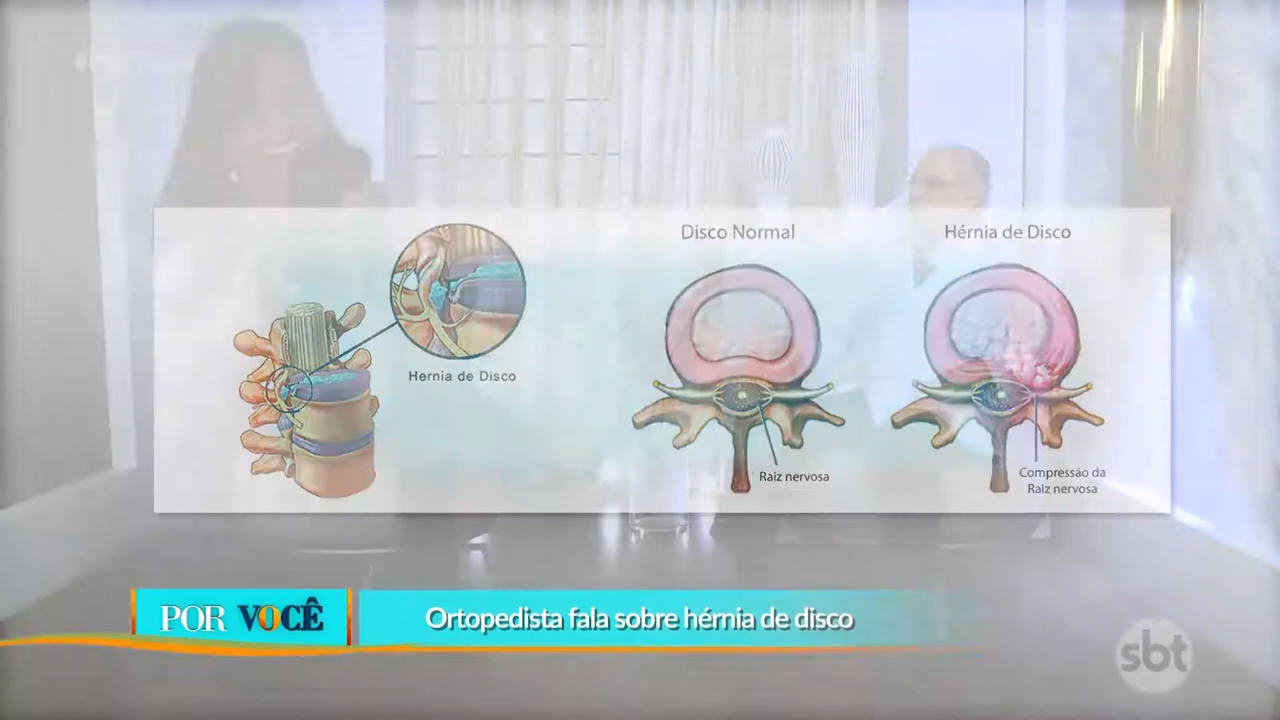 Disco Normal
Hérnia de Disco
Hernia de Disco
Raiz nervosa
Compressão da
Raiz nervosa
POR VOCÊ
Ortopedista fala sobre hérnia de disco
sbt